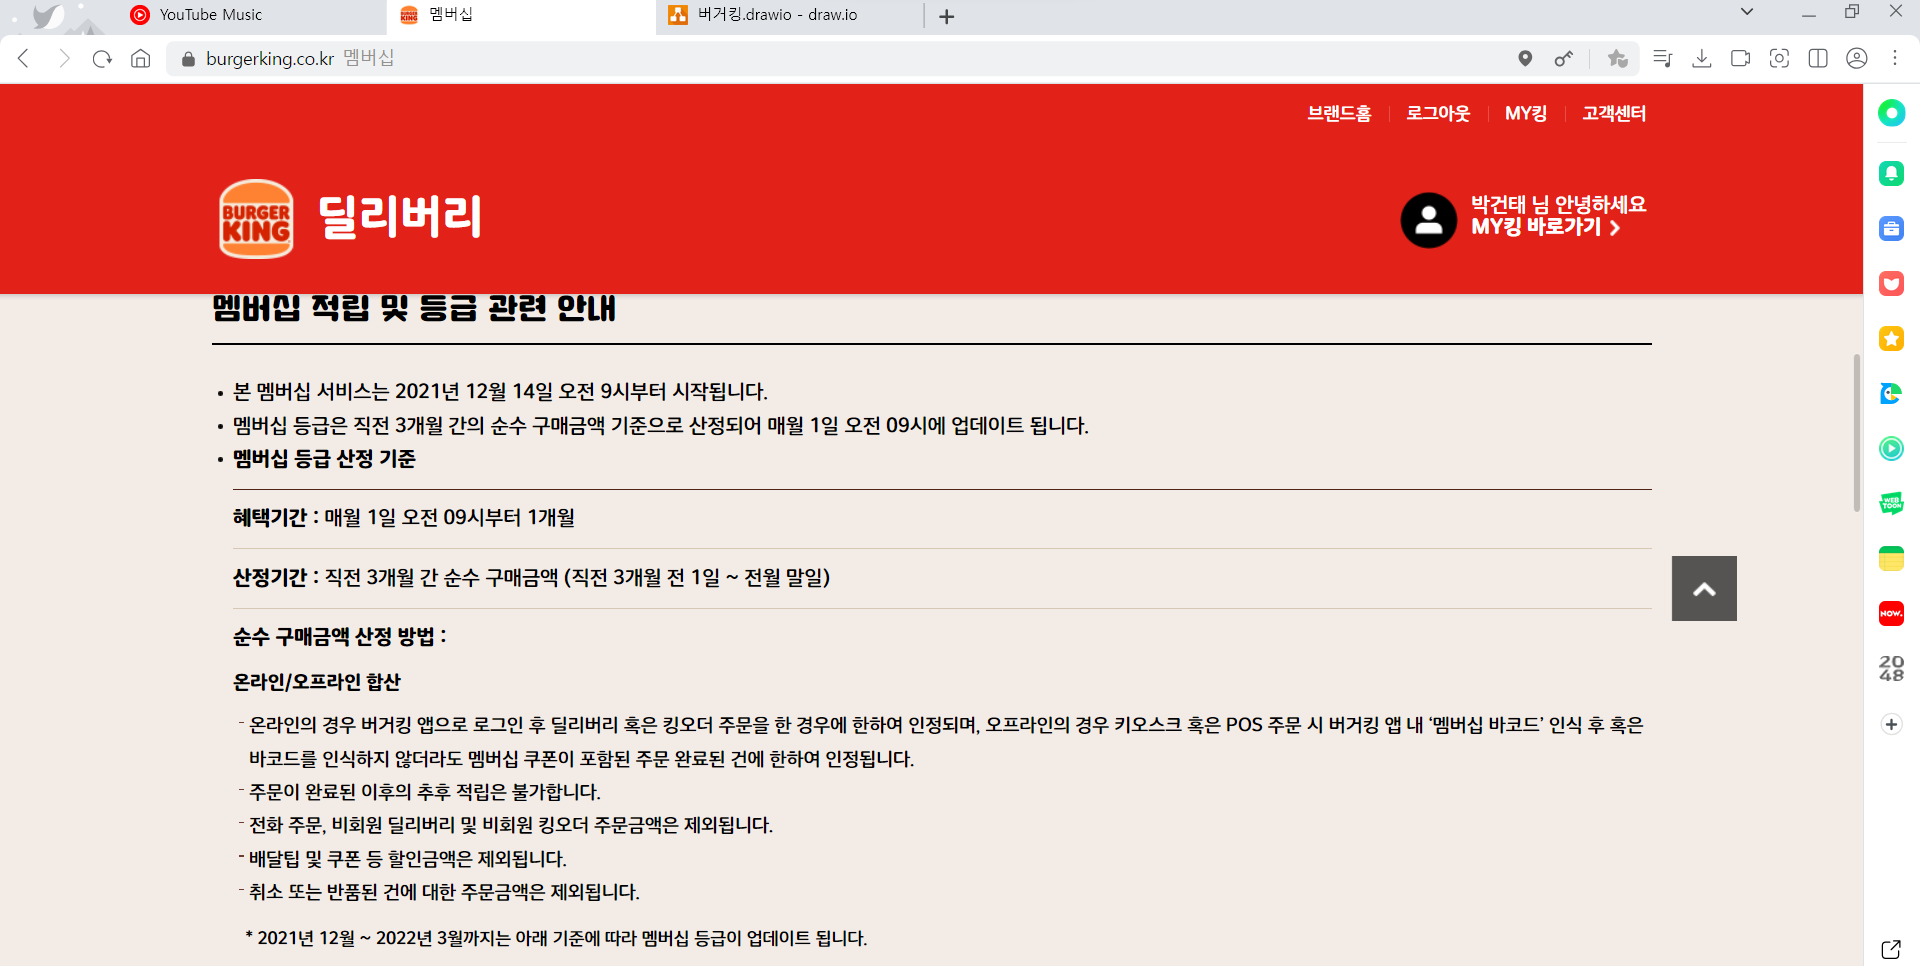 YouTube Music
멤버십
버거킹.drawio - draw.io
burgerking.co.kr 멤버십
브랜드홈
로그아웃
MY킹
고객센터
BURGER KING
딜리버리
박건태 님 안녕하세요
MY킹 바로가기
멤버십 적립 및 등급 관련 안내
본 멤버십 서비스는 2021년 12월 14일 오전 9시부터 시작됩니다.
멤버십 등급은 직전 3개월 간의 순수 구매금액 기준으로 산정되어 매월 1일 오전 09시에 업데이트 됩니다.
멤버십 등급 산정 기준
혜택기간 : 매월 1일 오전 09시부터 1개월
산정기간 : 직전 3개월 간 순수 구매금액 (직전 3개월 전 1일 ~ 전월 말일)
순수 구매금액 산정 방법 :
온라인/오프라인 합산
- 온라인의 경우 버거킹 앱으로 로그인 후 딜리버리 혹은 킹오더 주문을 한 경우에 한하여 인정되며, 오프라인의 경우 키오스크 혹은 POS 주문 시 버거킹 앱 내 ‘멤버십 바코드’ 인식 후 혹은
바코드를 인식하지 않더라도 멤버십 쿠폰이 포함된 주문 완료된 건에 한하여 인정됩니다.
- 주문이 완료된 이후의 추후 적립은 불가합니다.
- 전화 주문, 비회원 딜리버리 및 비회원 킹오더 주문금액은 제외됩니다.
- 배달팁 및 쿠폰 등 할인금액은 제외됩니다.
- 취소 또는 반품된 건에 대한 주문금액은 제외됩니다.
* 2021년 12월 ~ 2022년 3월까지는 아래 기준에 따라 멤버십 등급이 업데이트 됩니다.
WEB
TOON
NOW.
20
48